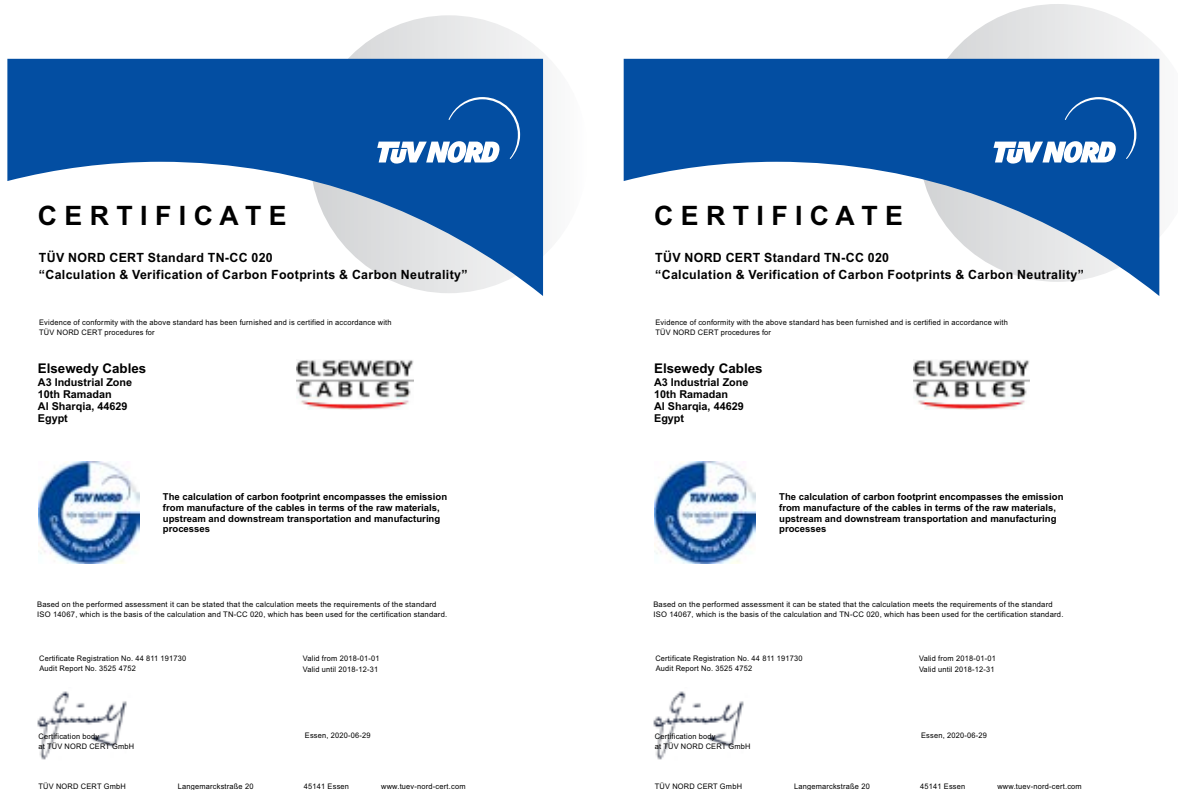 TÜV NORD
CERTIFICATE
TÜV NORD CERT Standard TN-CC 020
“Calculation & Verification of Carbon Footprints & Carbon Neutrality”
Evidence of conformity with the above standard has been furnished and is certified in accordance with
TÜV NORD CERT procedures for
Elsewedy Cables
A3 Industrial Zone
10th Ramadan
Al Sharqia, 44629
Egypt
ELSEWEDY
CABLES
TÜV NORD
TÜV NORD CERT
GmbH
Carbon Neutral Product
The calculation of carbon footprint encompasses the emission
from manufacture of the cables in terms of the raw materials,
upstream and downstream transportation and manufacturing
processes
Based on the performed assessment it can be stated that the calculation meets the requirements of the standard
ISO 14067, which is the basis of the calculation and TN-CC 020, which has been used for the certification standard.
Certificate Registration No. 44 811 191730
Audit Report No. 3525 4752
Valid from 2018-01-01
Valid until 2018-12-31
Certification body
at TÜV NORD CERT GmbH
Essen, 2020-06-29
TÜV NORD CERT GmbH Langemarckstraße 20 45141 Essen www.tuev-nord-cert.com
TÜV NORD
CERTIFICATE
TÜV NORD CERT Standard TN-CC 020
“Calculation & Verification of Carbon Footprints & Carbon Neutrality”
Evidence of conformity with the above standard has been furnished and is certified in accordance with
TÜV NORD CERT procedures for
Elsewedy Cables
A3 Industrial Zone
10th Ramadan
Al Sharqia, 44629
Egypt
ELSEWEDY
CABLES
TÜV NORD
TÜV NORD CERT
GmbH
Carbon Neutral Product
The calculation of carbon footprint encompasses the emission
from manufacture of the cables in terms of the raw materials,
upstream and downstream transportation and manufacturing
processes
Based on the performed assessment it can be stated that the calculation meets the requirements of the standard
ISO 14067, which is the basis of the calculation and TN-CC 020, which has been used for the certification standard.
Certificate Registration No. 44 811 191730
Audit Report No. 3525 4752
Valid from 2018-01-01
Valid until 2018-12-31
Certification body
at TÜV NORD CERT GmbH
Essen, 2020-06-29
TÜV NORD CERT GmbH Langemarckstraße 20 45141 Essen www.tuev-nord-cert.com